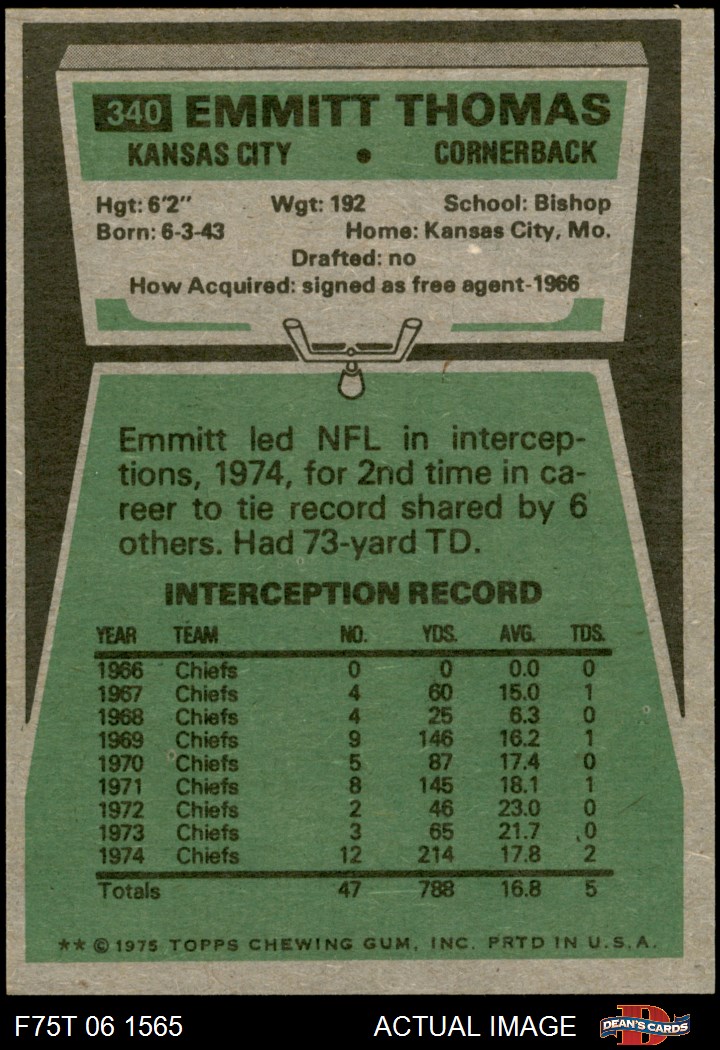 340 EMMITT THOMAS
KANSAS CITY • CORNERBACK
Hgt: 6'2" Wgt: 192 School: Bishop
Born: 6-3-43 Home: Kansas City, Mo.
Drafted: no
How Acquired: signed as free agent-1966
Emmitt led NFL in intercep-
tions, 1974, for 2nd time in ca-
reer to tie record shared by 6
others. Had 73-yard TD.
INTERCEPTION RECORD
YEAR TEAM NO. YDS. AVG. TDS.
1966 Chiefs 0 0 0.0 0
1967 Chiefs 4 60 15.0 1
1968 Chiefs 4 25 6.3 0
1969 Chiefs 9 146 16.2 1
1970 Chiefs 5 87 17.4 0
1971 Chiefs 8 145 18.1 1
1972 Chiefs 2 46 23.0 0
1973 Chiefs 3 65 21.7 0
1974 Chiefs 12 214 17.8 2
Totals 47 788 16.8 5
** © 1975 TOPPS CHEWING GUM, INC. PRTD IN U.S.A.
F75T 06 1565 ACTUAL IMAGE D DEAN'S CARDS